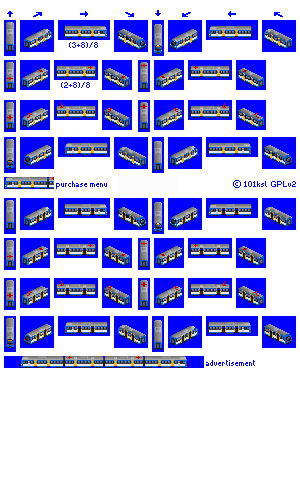 (3+8)/8
(2+8)/8
purchase menu
© 101ksl GPLv2
advertisement